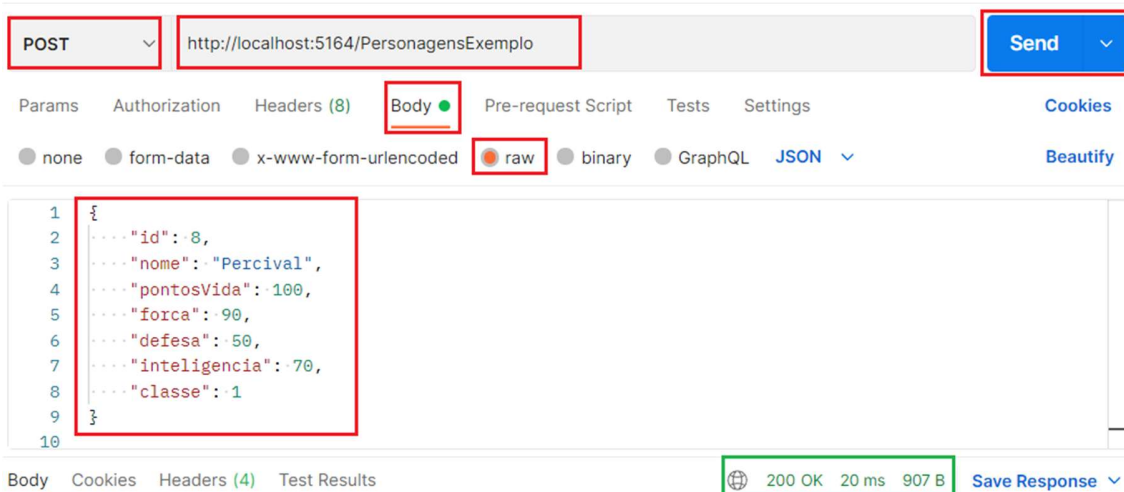 POST http://localhost:5164/PersonagensExemplo Send
Params Authorization Headers (8) Body Pre-request Script Tests Settings Cookies
none form-data x-www-form-urlencoded raw binary GraphQL JSON Beautify
1 {
2 "id": 8,
3 "nome": "Percival",
4 "pontosVida": 100,
5 "forca": 90,
6 "defesa": 50,
7 "inteligencia": 70,
8 "classe": 1
9 }
10
Body Cookies Headers (4) Test Results 200 OK 20 ms 907 B Save Response